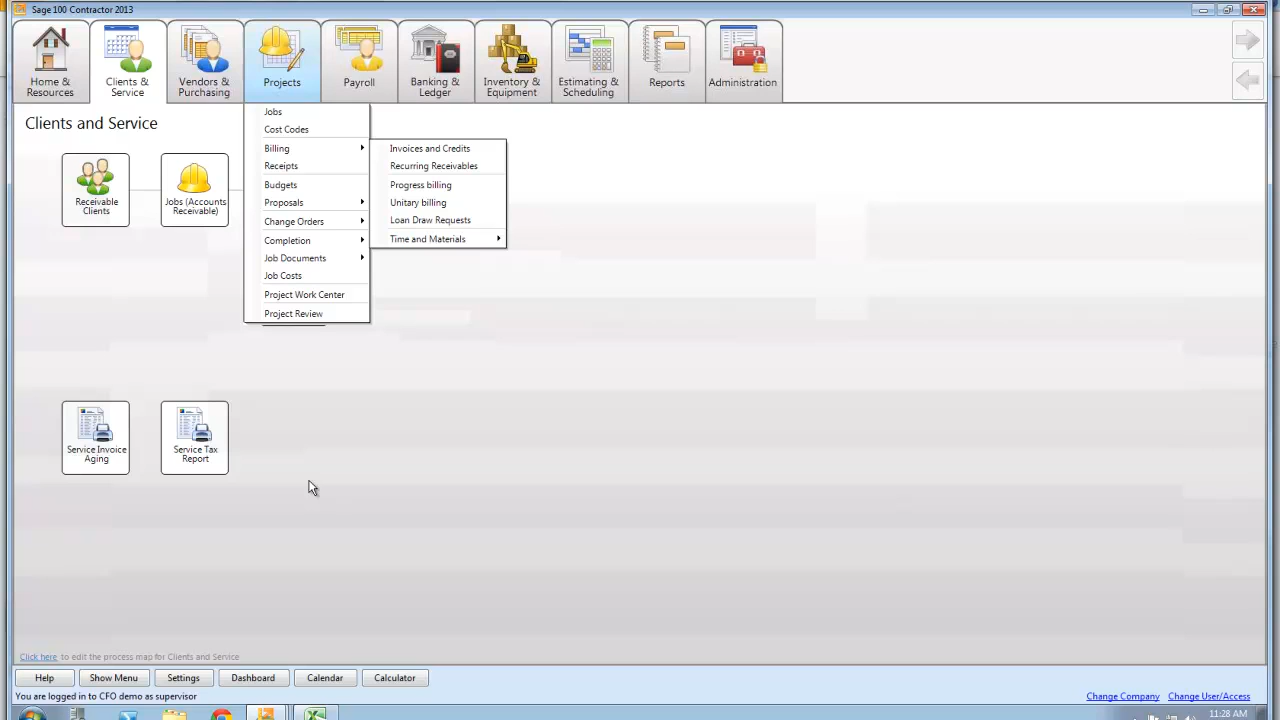 Sage 100 Contractor 2013
Home &
Resources
Clients &
Service
Vendors &
Purchasing
Projects
Payroll
Banking &
Ledger
Inventory &
Equipment
Estimating &
Scheduling
Reports
Administration
Clients and Service
Receivable
Clients
Jobs (Accounts
Receivable)
Jobs
Cost Codes
Billing
Receipts
Budgets
Proposals
Change Orders
Completion
Job Documents
Job Costs
Project Work Center
Project Review
Invoices and Credits
Recurring Receivables
Progress billing
Unitary billing
Loan Draw Requests
Time and Materials
Service Invoice
Aging
Service Tax
Report
Click here to edit the process map for Clients and Service
Help
Show Menu
Settings
Dashboard
Calendar
Calculator
You are logged in to CFO demo as supervisor
Change Company
Change User/Access
11:28 AM